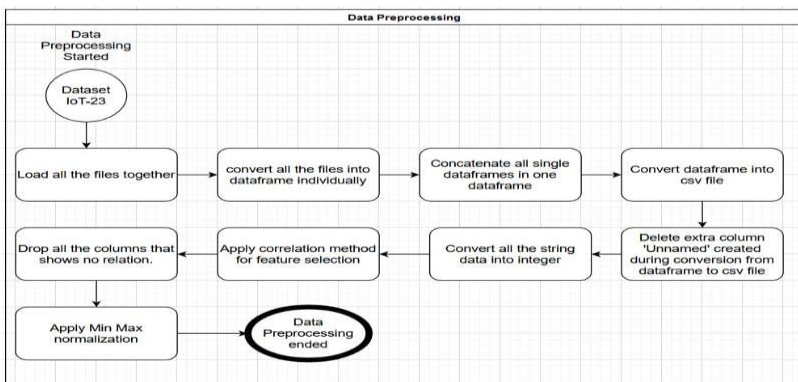 Data Preprocessing
Data
Preprocessing
Started
Dataset
IoT-23
Load all the files together
convert all the files into
dataframe individually
Concatenate all single
dataframes in one
dataframe
Convert dataframe into
csv file
Delete extra column
'Unnamed' created
during conversion from
dataframe to csv file
Convert all the string
data into integer
Apply correlation method
for feature selection
Drop all the columns that
shows no relation.
Apply Min Max
normalization
Data
Preprocessing
ended